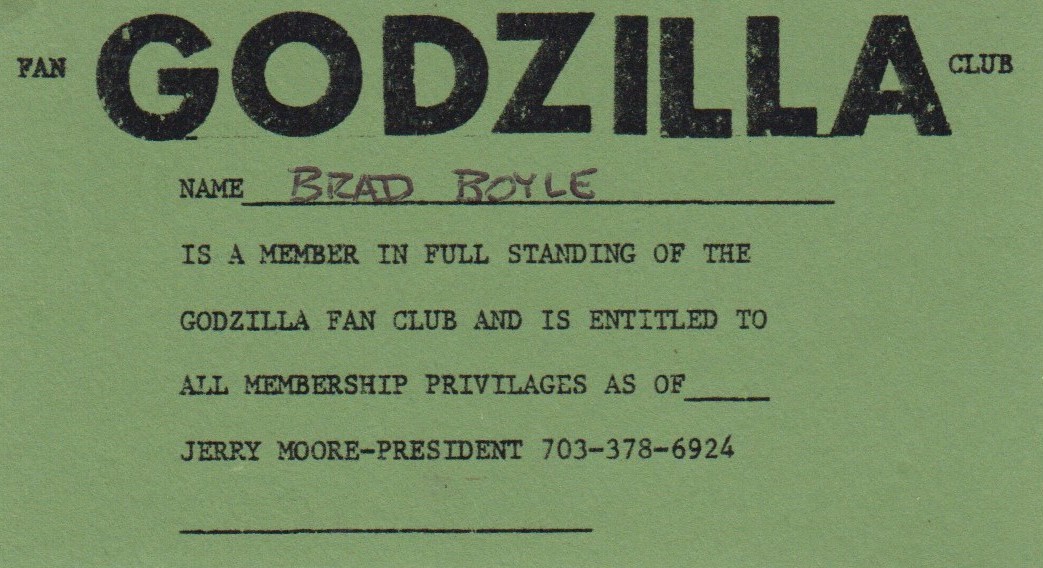 FAN GODZILLA CLUB
NAME BRAD BOYLE
IS A MEMBER IN FULL STANDING OF THE
GODZILLA FAN CLUB AND IS ENTITLED TO
ALL MEMBERSHIP PRIVILAGES AS OF____
JERRY MOORE-PRESIDENT 703-378-6924